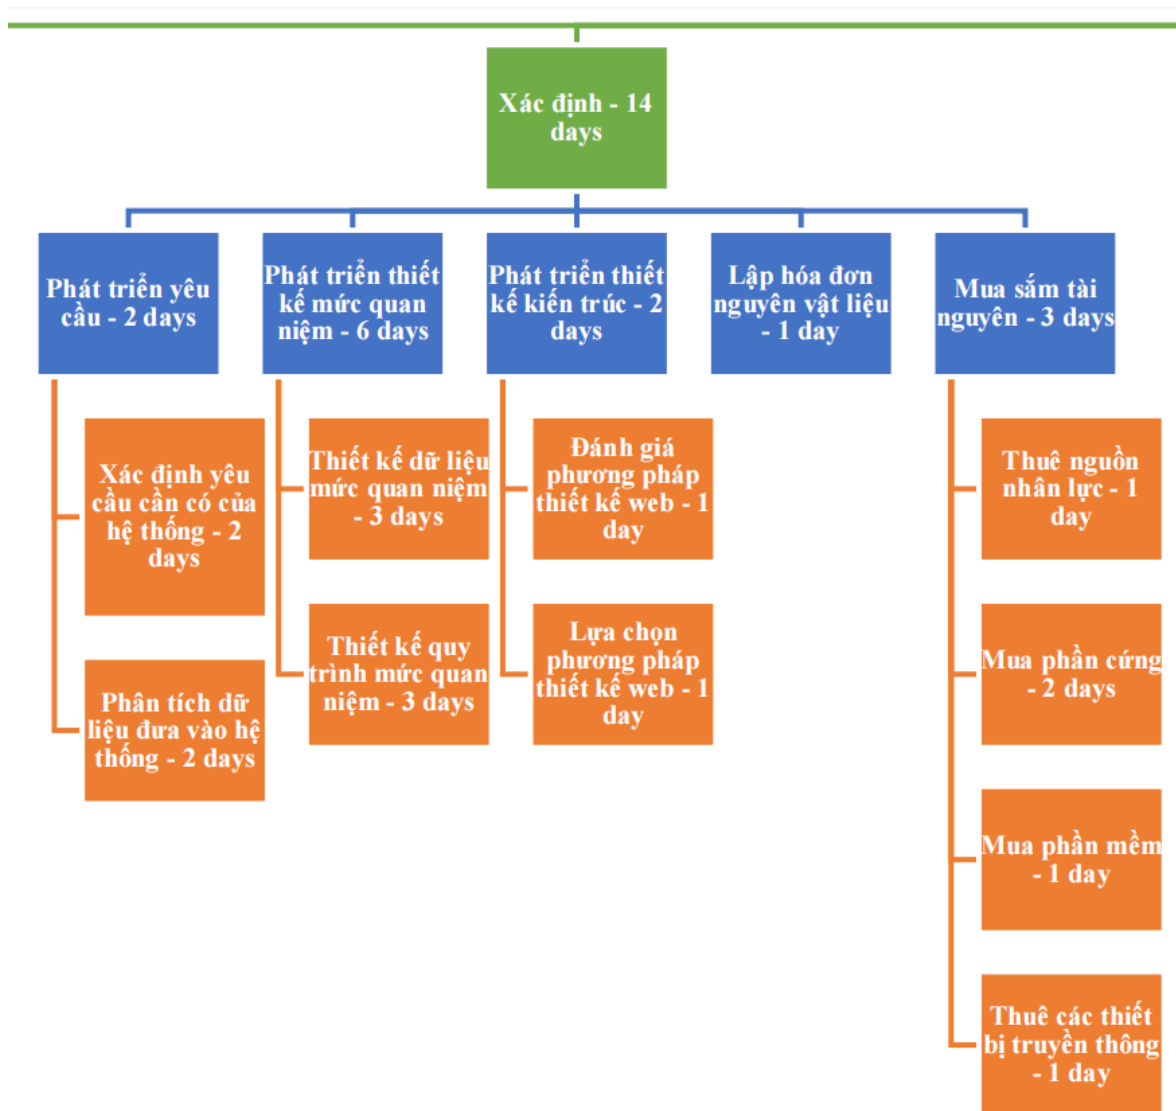 Xác định - 14
days
Phát triển yêu
cầu - 2 days
Phát triển thiết
kế mức quan
niệm - 6 days
Phát triển thiết
kế kiến trúc - 2
days
Lập hóa đơn
nguyên vật liệu
- 1 day
Mua sắm tài
nguyên - 3 days
Xác định yêu
cầu cần có của
hệ thống - 2
days
Phân tích dữ
liệu đưa vào hệ
thống - 2 days
Thiết kế dữ liệu
mức quan niệm
- 3 days
Thiết kế quy
trình mức quan
niệm - 3 days
Đánh giá
phương pháp
thiết kế web - 1
day
Lựa chọn
phương pháp
thiết kế web - 1
day
Thuê nguồn
nhân lực - 1
day
Mua phần cứng
- 2 days
Mua phần mềm
- 1 day
Thuê các thiết
bị truyền thông
- 1 day